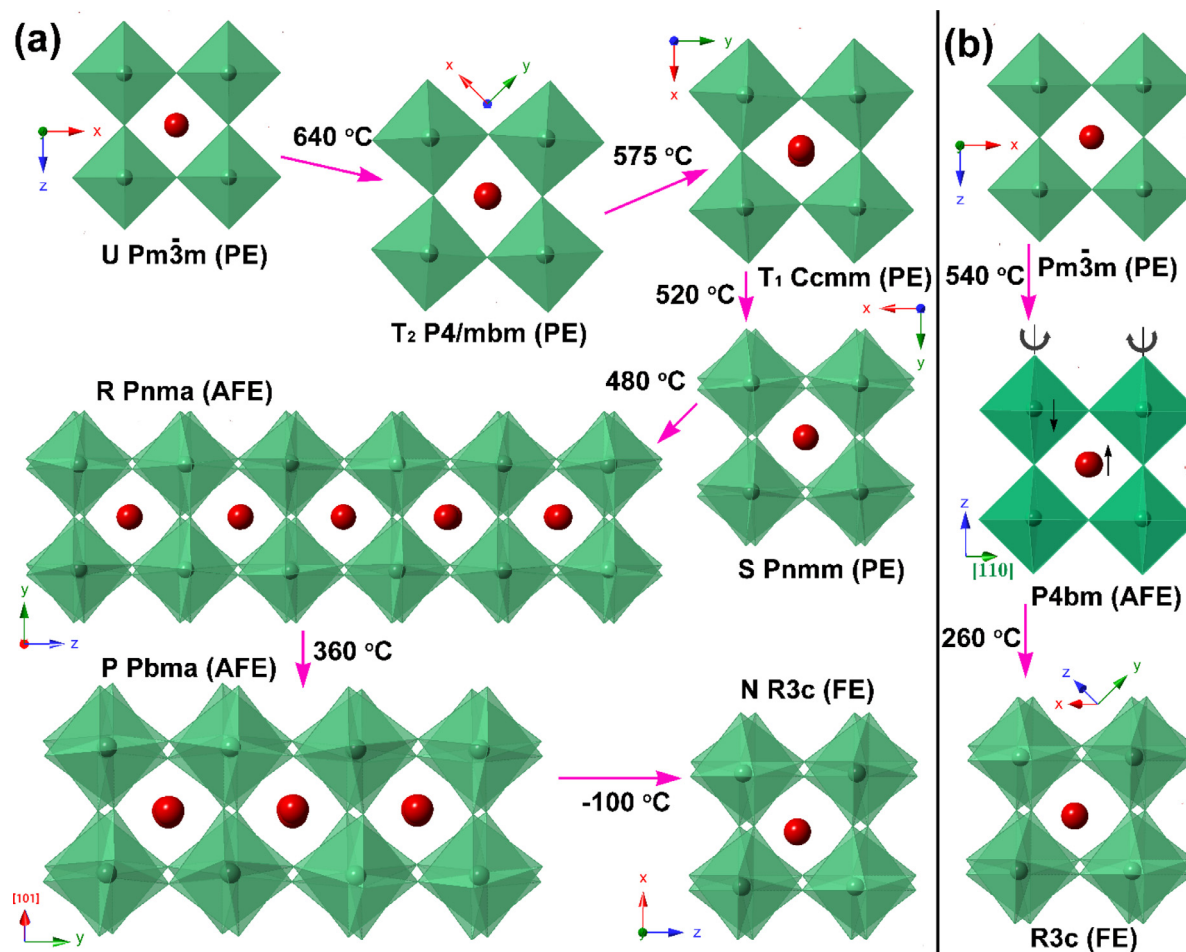 (a)
x
z
U Pm3̄m (PE)
640 °C
x
y
T₂ P4/mbm (PE)
575 °C
y
x
T₁ Ccmm (PE)
520 °C
x
y
S Pnmm (PE)
480 °C
R Pnma (AFE)
y
z
360 °C
P Pbma (AFE)
[101]
y
-100 °C
N R3c (FE)
x
z
y
(b)
x
z
Pm3̄m (PE)
540 °C
z
[110]
P4bm (AFE)
260 °C
z
y
x
R3c (FE)